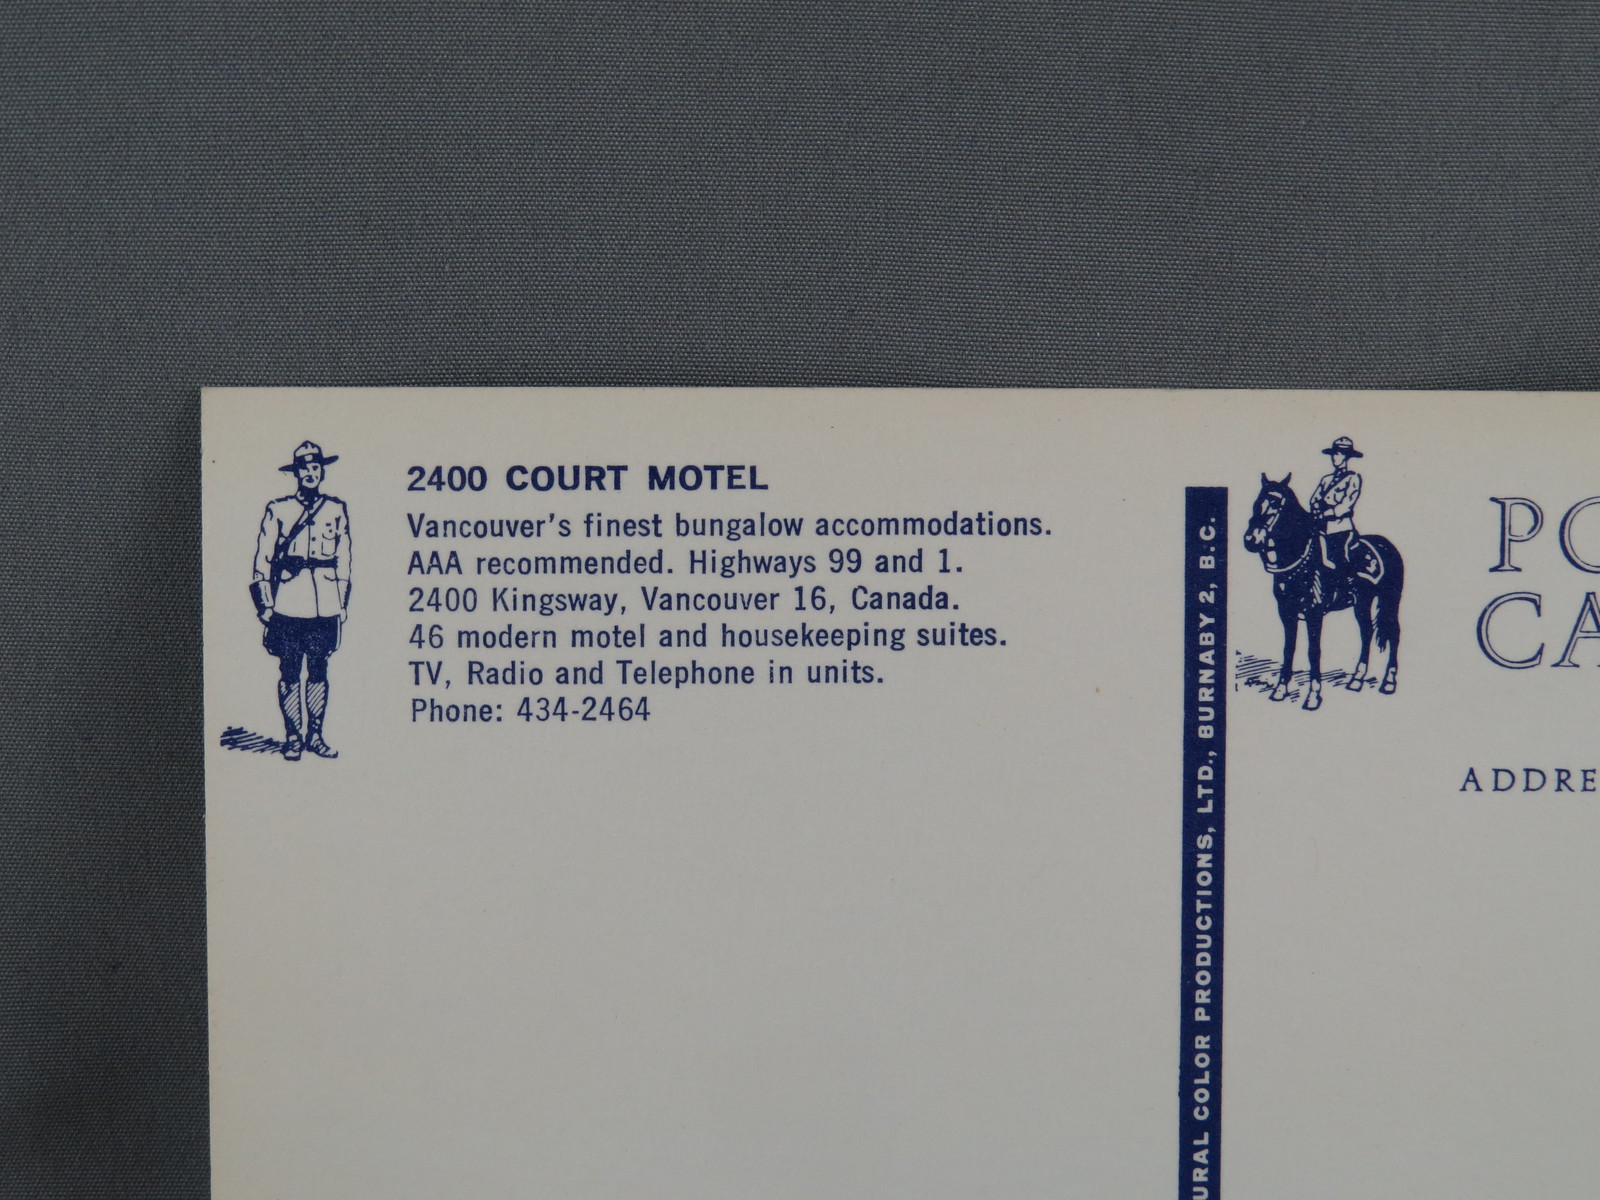 2400 COURT MOTEL
Vancouver's finest bungalow accommodations.
AAA recommended. Highways 99 and 1.
2400 Kingsway, Vancouver 16, Canada.
46 modern motel and housekeeping suites.
TV, Radio and Telephone in units.
Phone: 434-2464
URAL COLOR PRODUCTIONS, LTD., BURNABY 2, B.C.
PO
CA
ADDRE